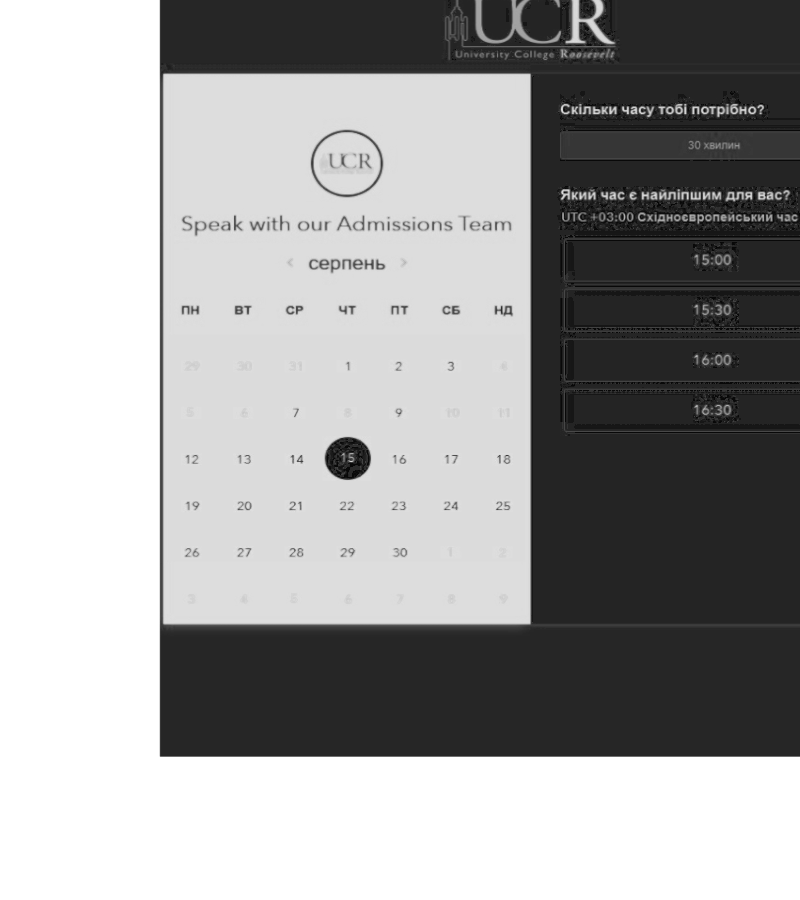 UCR
University College Roosevelt
UCR
Speak with our Admissions Team
< серпень >
ПН ВТ СР ЧТ ПТ СБ НД
29 30 31 1 2 3 4
5 6 7 8 9 10 11
12 13 14 15 16 17 18
19 20 21 22 23 24 25
26 27 28 29 30 1 2
3 4 5 6 7 8 9
Скільки часу тобі потрібно?
30 хвилин
Який час є найліпшим для вас?
UTC +03:00 Східноєвропейський час
15:00
15:30
16:00
16:30